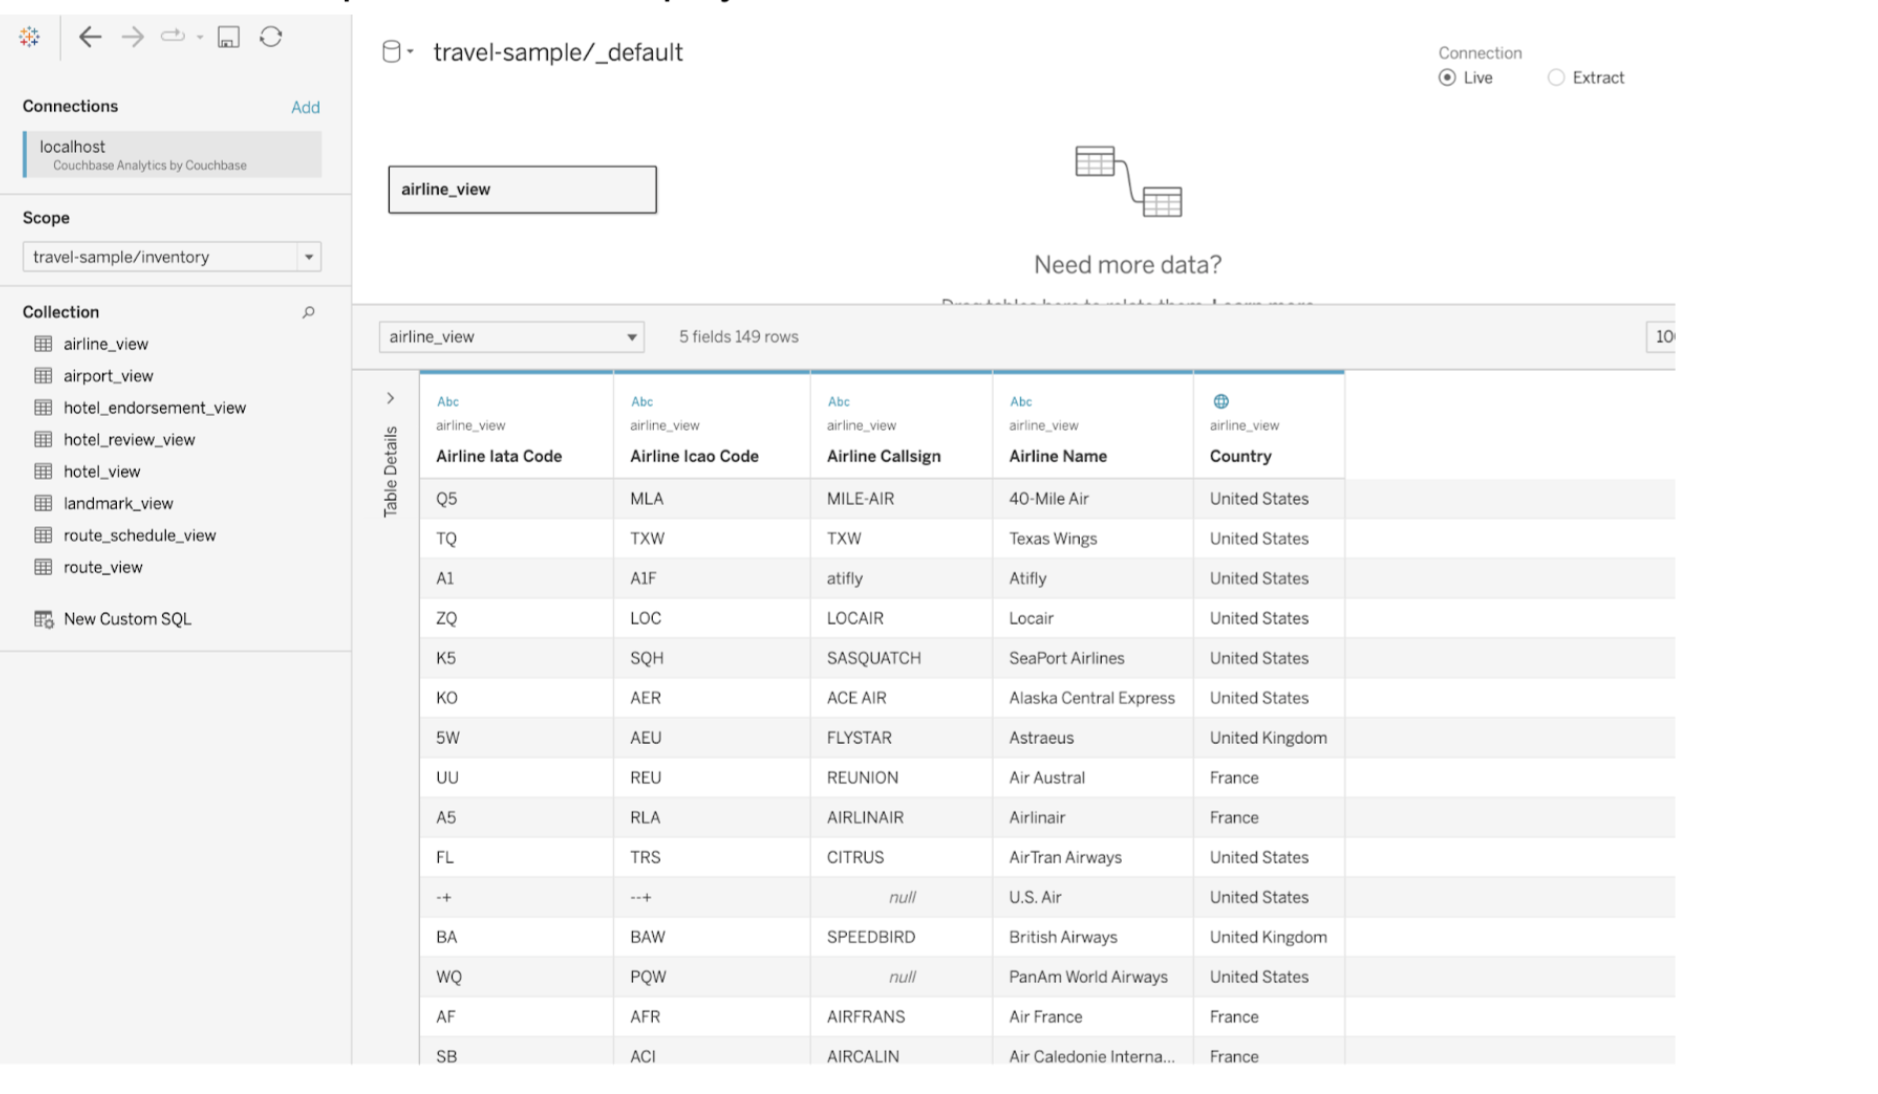 travel-sample/_default
Connection
Live
Extract
Connections
Add
localhost
Couchbase Analytics by Couchbase
Scope
travel-sample/inventory
Collection
airline_view
airport_view
hotel_endorsement_view
hotel_review_view
hotel_view
landmark_view
route_schedule_view
route_view
New Custom SQL
airline_view
Need more data?
Drag tables here to relate them. Learn more
airline_view
5 fields 149 rows
10
Table Details
Abc Abc Abc Abc
airline_view airline_view airline_view airline_view airline_view
Airline Iata Code Airline Icao Code Airline Callsign Airline Name Country
Q5 MLA MILE-AIR 40-Mile Air United States
TQ TXW TXW Texas Wings United States
A1 A1F atifly Atifly United States
ZQ LOC LOCAIR Locair United States
K5 SQH SASQUATCH SeaPort Airlines United States
KO AER ACE AIR Alaska Central Express United States
5W AEU FLYSTAR Astraeus United Kingdom
UU REU REUNION Air Austral France
A5 RLA AIRLINAIR Airlinair France
FL TRS CITRUS AirTran Airways United States
-+ --+ null U.S. Air United States
BA BAW SPEEDBIRD British Airways United Kingdom
WQ PQW null PanAm World Airways United States
AF AFR AIRFRANS Air France France
SB ACI AIRCALIN Air Caledonie Interna... France